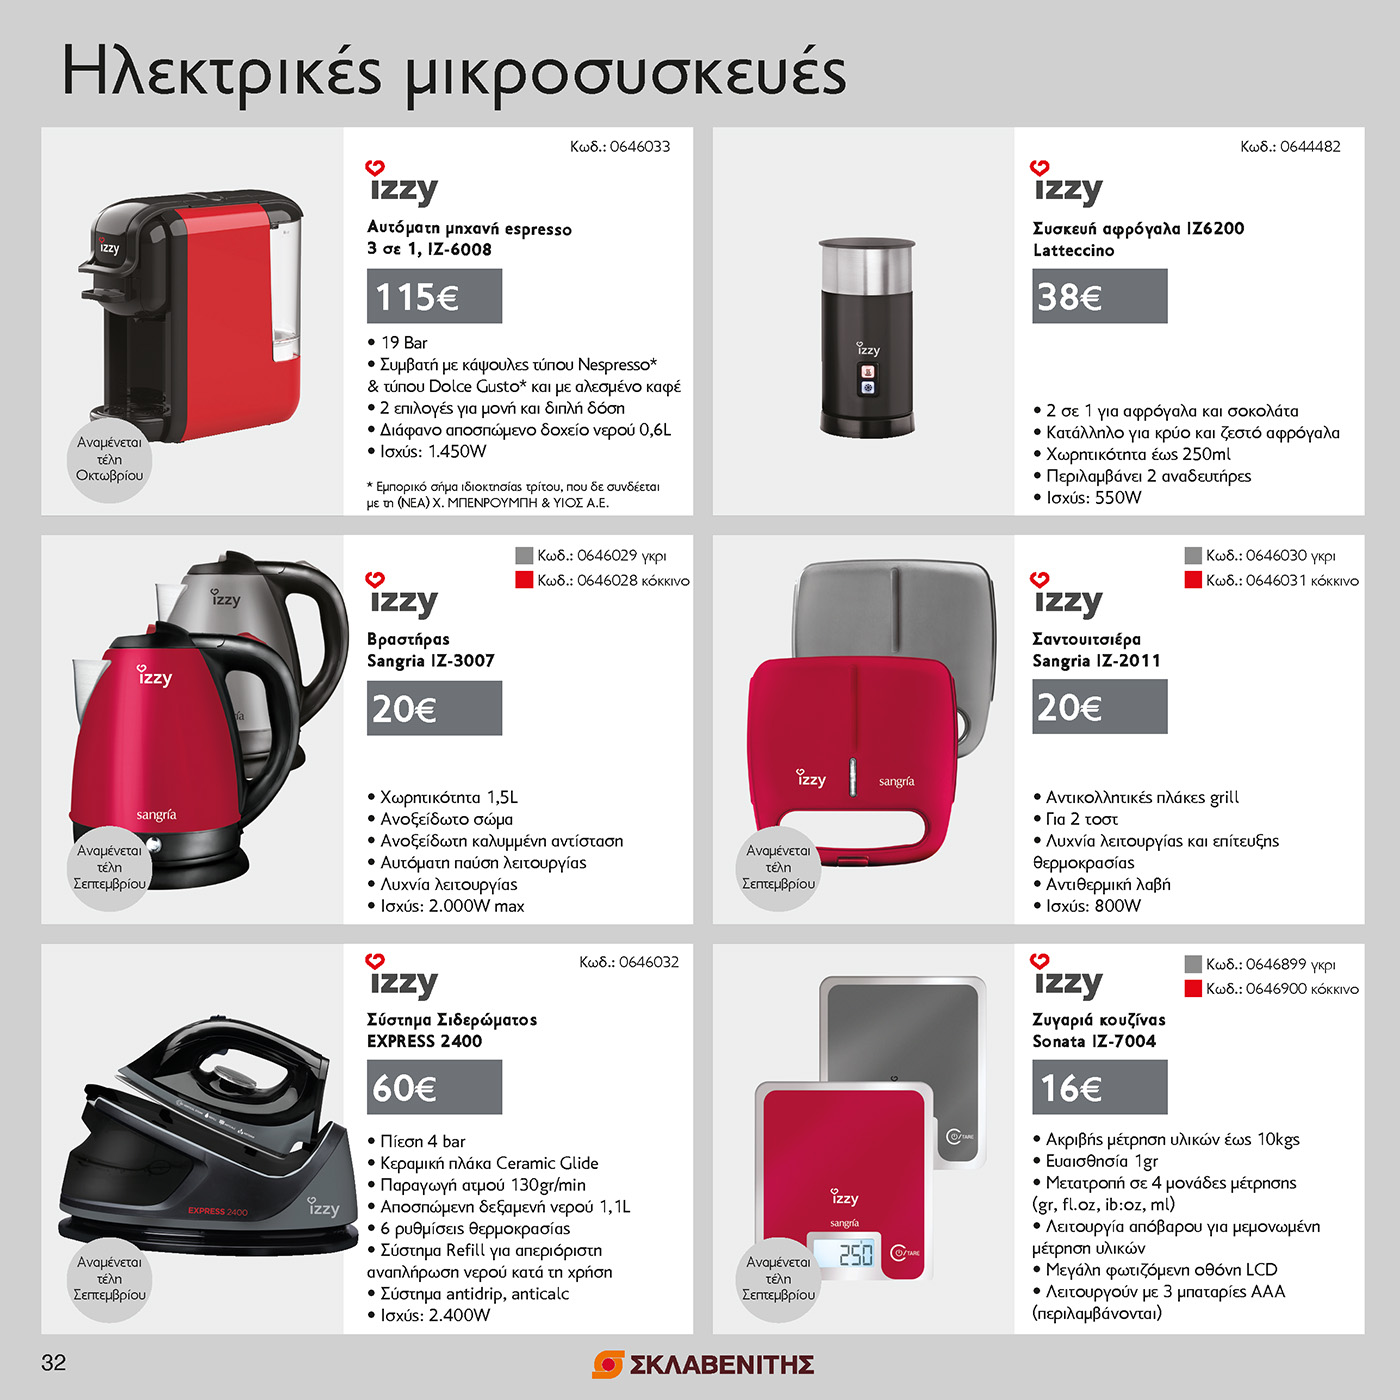 Ηλεκτρικές μικροσυσκευές
Κωδ.: 0646033
izzy
Αυτόματη μηχανή espresso
3 σε 1, IZ-6008
115€
• 19 Bar
• Συμβατή με κάψουλες τύπου Nespresso*
& τύπου Dolce Gusto* και με αλεσμένο καφέ
• 2 επιλογές για μονή και διπλή δόση
• Διάφανο αποσπώμενο δοχείο νερού 0,6L
• Ισχύς: 1.450W
* Εμπορικό σήμα ιδιοκτησίας τρίτου, που δε συνδέεται
με τη (ΝΕΑ) Χ. ΜΠΕΝΡΟΥΜΠΗ & ΥΙΟΣ Α.Ε.
izzy
Αναμένεται
τέλη
Οκτωβρίου
Κωδ.: 0644482
izzy
Συσκευή αφρόγαλα IZ6200
Latteccino
38€
• 2 σε 1 για αφρόγαλα και σοκολάτα
• Κατάλληλο για κρύο και ζεστό αφρόγαλα
• Χωρητικότητα έως 250ml
• Περιλαμβάνει 2 αναδευτήρες
• Ισχύς: 550W
izzy
Κωδ.: 0646029 γκρι
Κωδ.: 0646028 κόκκινο
izzy
Βραστήρας
Sangria IZ-3007
20€
• Χωρητικότητα 1,5L
• Ανοξείδωτο σώμα
• Ανοξείδωτη καλυμμένη αντίσταση
• Αυτόματη παύση λειτουργίας
• Λυχνία λειτουργίας
• Ισχύς: 2.000W max
izzy
izzy
sangría
Αναμένεται
τέλη
Σεπτεμβρίου
Κωδ.: 0646030 γκρι
Κωδ.: 0646031 κόκκινο
izzy
Σαντουιτσιέρα
Sangria IZ-2011
20€
• Αντικολλητικές πλάκες grill
• Για 2 τοστ
• Λυχνία λειτουργίας και επίτευξης
θερμοκρασίας
• Αντιθερμική λαβή
• Ισχύς: 800W
izzy sangría
Αναμένεται
τέλη
Σεπτεμβρίου
Κωδ.: 0646032
izzy
Σύστημα Σιδερώματος
EXPRESS 2400
60€
• Πίεση 4 bar
• Κεραμική πλάκα Ceramic Glide
• Παραγωγή ατμού 130gr/min
• Αποσπώμενη δεξαμενή νερού 1,1L
• 6 ρυθμίσεις θερμοκρασίας
• Σύστημα Refill για απεριόριστη
αναπλήρωση νερού κατά τη χρήση
• Σύστημα antidrip, anticalc
• Ισχύς: 2.400W
EXPRESS 2400
izzy
Αναμένεται
τέλη
Σεπτεμβρίου
Κωδ.: 0646899 γκρι
Κωδ.: 0646900 κόκκινο
izzy
Ζυγαριά κουζίνας
Sonata IZ-7004
16€
• Ακριβής μέτρηση υλικών έως 10kgs
• Ευαισθησία 1gr
• Μετατροπή σε 4 μονάδες μέτρησης
(gr, fl.oz, ib:oz, ml)
• Λειτουργία απόβαρου για μεμονωμένη
μέτρηση υλικών
• Μεγάλη φωτιζόμενη οθόνη LCD
• Λειτουργούν με 3 μπαταρίες AAA
(περιλαμβάνονται)
TARE
izzy
sangría
250
TARE
Αναμένεται
τέλη
Σεπτεμβρίου
32
ΣΚΛΑΒΕΝΙΤΗΣ